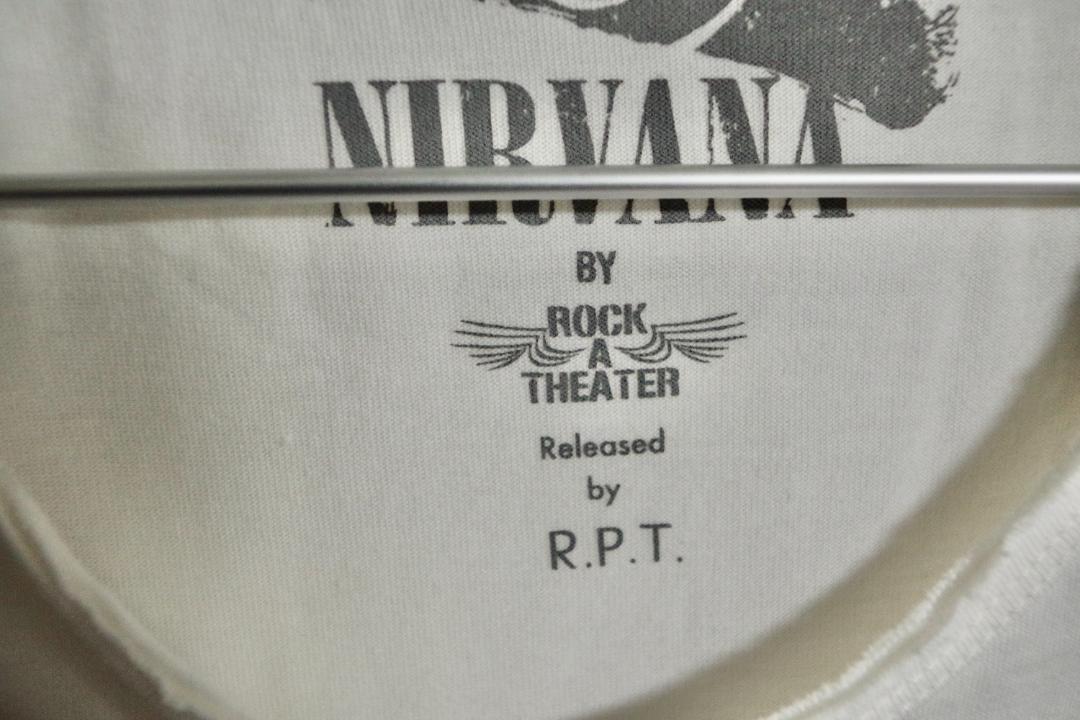 NIRVANA
BY
ROCK
A
THEATER
Released
by
R.P.T.